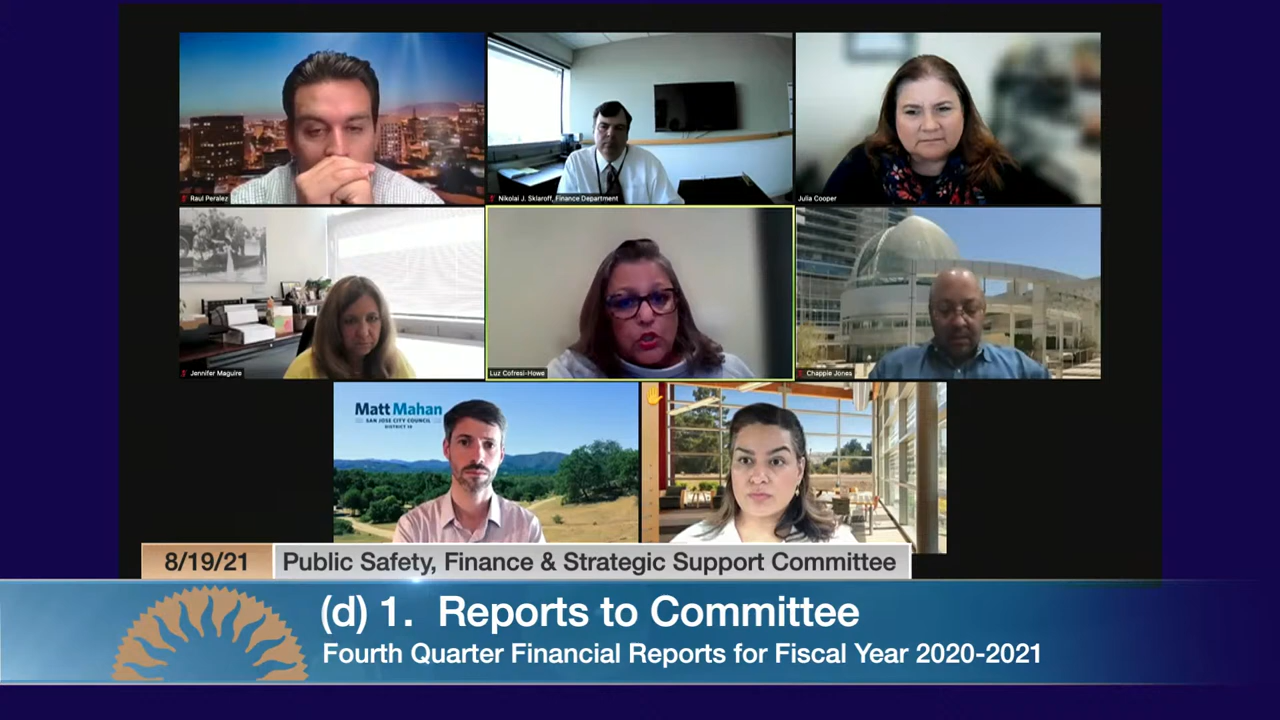 Raul Peralez
Nikolai J. Sklaroff, Finance Department
Julia Cooper
Jennifer Maguire
Luz Cofresi-Howe
Chappie Jones
Matt Mahan
SAN JOSE CITY COUNCIL
DISTRICT 10
8/19/21
Public Safety, Finance & Strategic Support Committee
(d) 1. Reports to Committee
Fourth Quarter Financial Reports for Fiscal Year 2020-2021